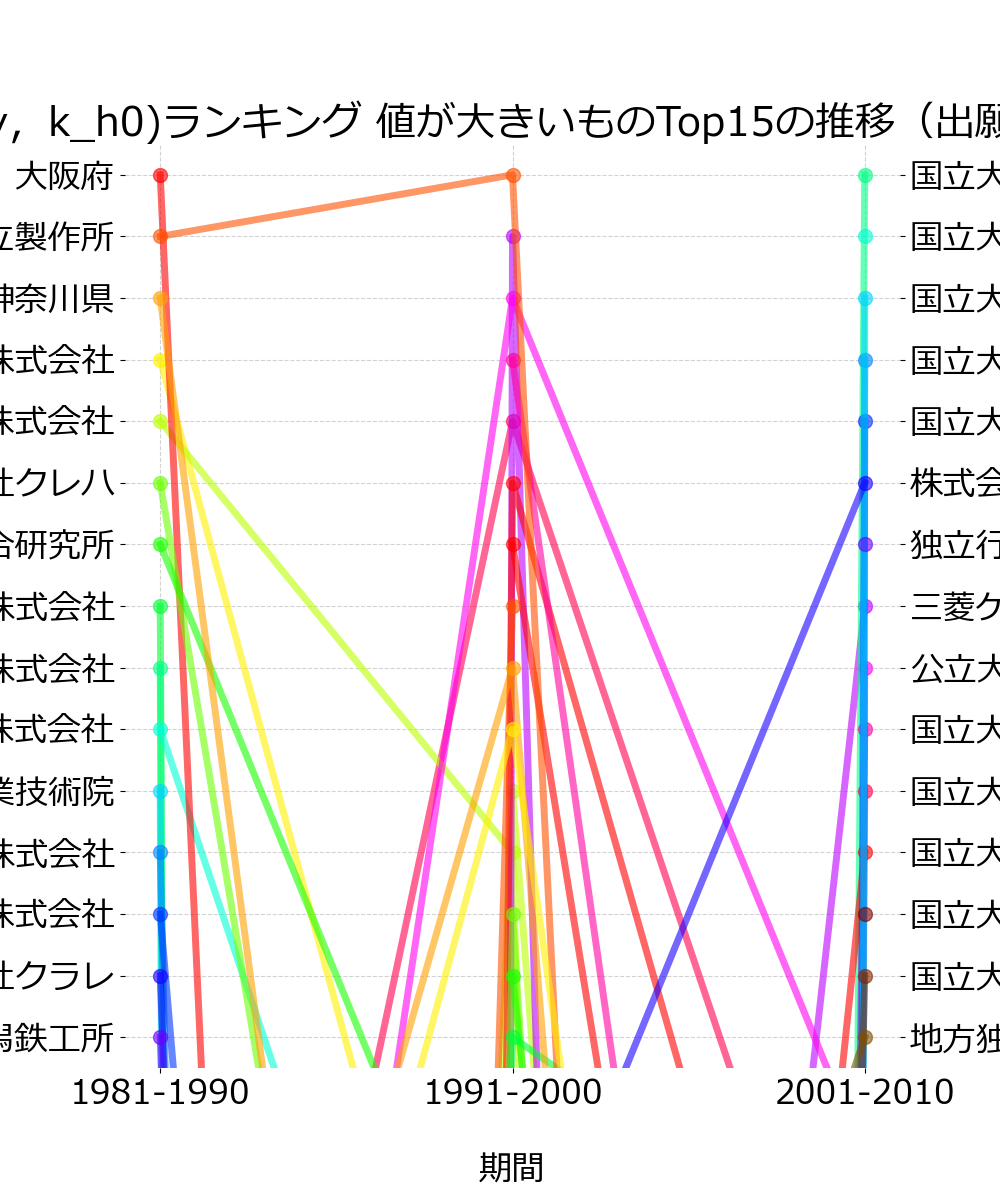 y, k_h0)ランキング 値が大きいものTop15の推移（出願
大阪府
立製作所
神奈川県
株式会社
株式会社
社クレハ
合研究所
株式会社
株式会社
株式会社
業技術院
株式会社
株式会社
社クラレ
潟鉄工所
国立大
国立大
国立大
国立大
国立大
株式会
独立行
三菱ケ
公立大
国立大
国立大
国立大
国立大
国立大
地方独
1981-1990
1991-2000
2001-2010
期間